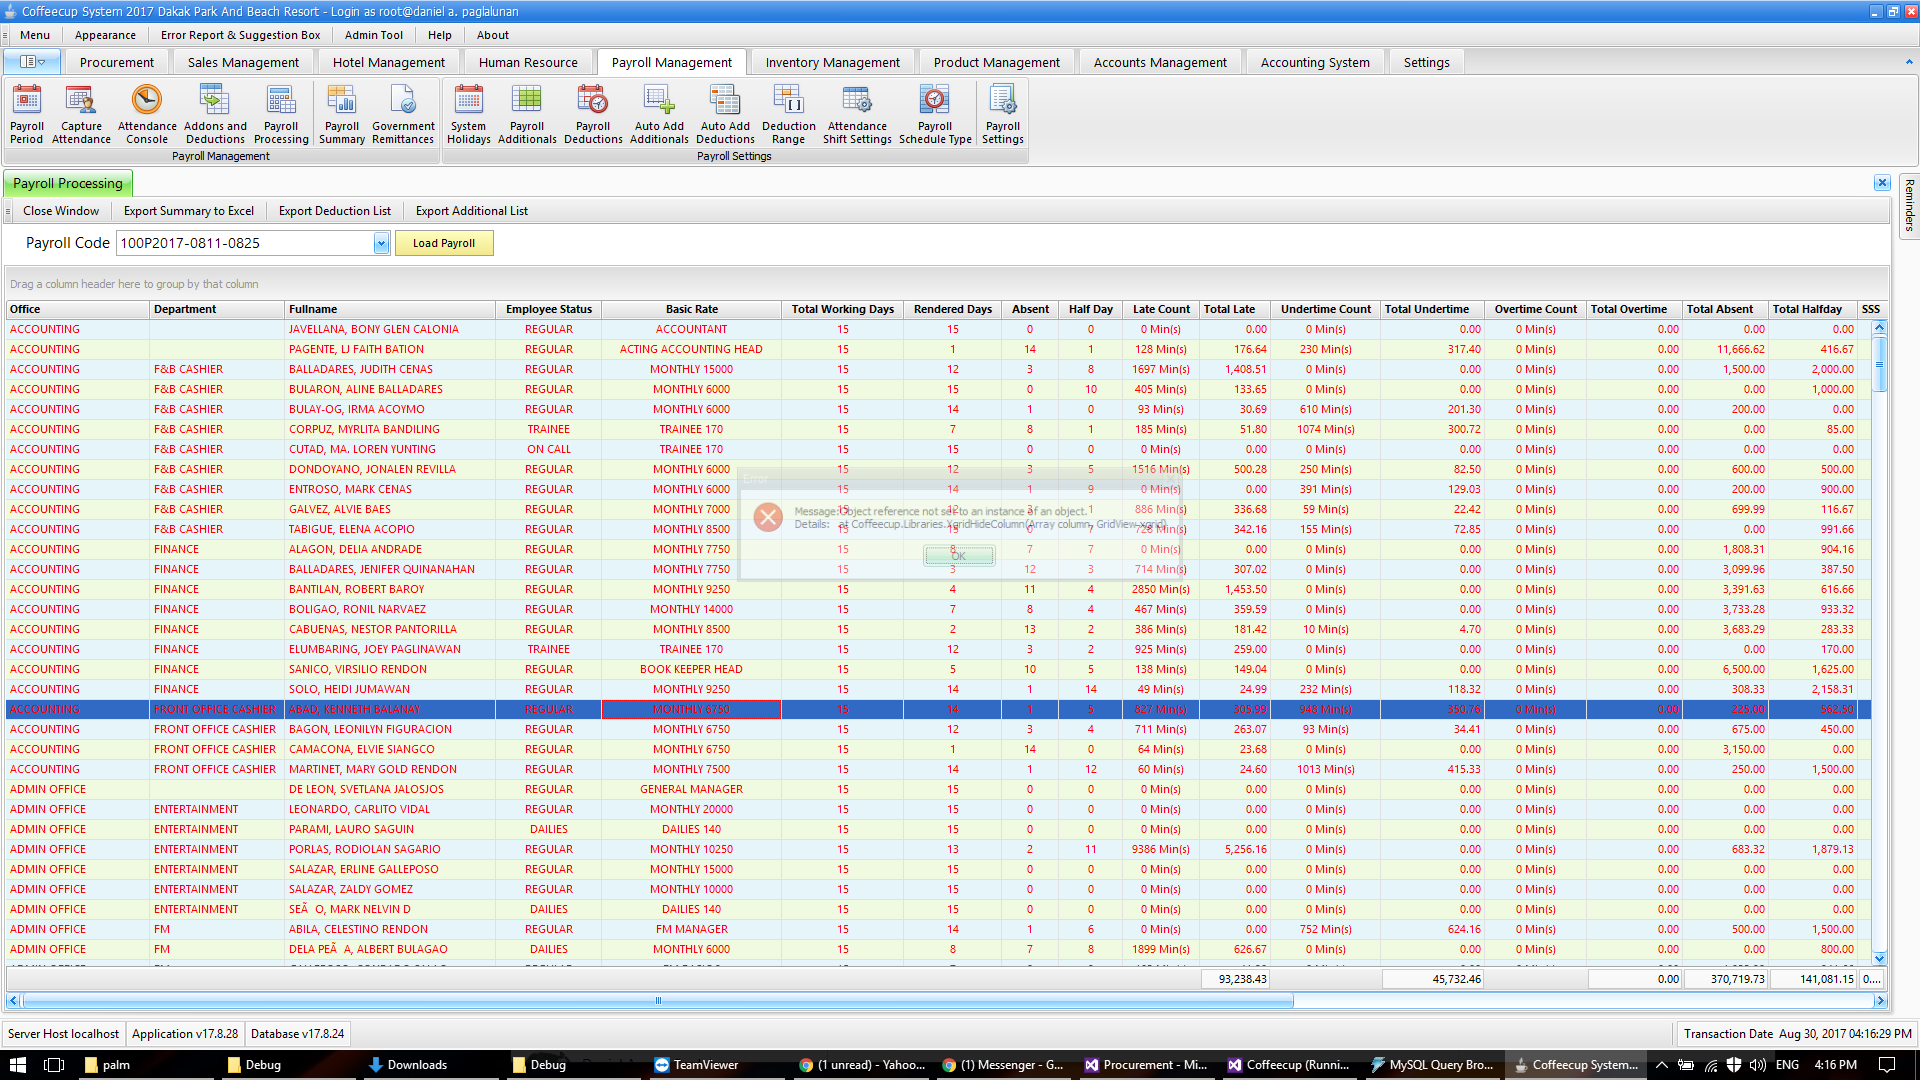 Coffeecup System 2017 Dakak Park And Beach Resort - Login as root@daniel a. paglalunan
Menu Appearance Error Report & Suggestion Box Admin Tool Help About
Procurement Sales Management Hotel Management Human Resource Payroll Management Inventory Management Product Management Accounts Management Accounting System Settings
Payroll Period Capture Attendance Attendance Console Addons and Deductions Payroll Processing Payroll Summary Government Remittances System Holidays Payroll Additionals Payroll Deductions Auto Add Additionals Auto Add Deductions Deduction Range Attendance Shift Settings Payroll Schedule Type Payroll Settings
Payroll Management Payroll Settings
Payroll Processing
Reminders
Close Window Export Summary to Excel Export Deduction List Export Additional List
Payroll Code 100P2017-0811-0825 Load Payroll
Drag a column header here to group by that column
Office Department Fullname Employee Status Basic Rate Total Working Days Rendered Days Absent Half Day Late Count Total Late Undertime Count Total Undertime Overtime Count Total Overtime Total Absent Total Halfday SSS
ACCOUNTING JAVELLANA, BONY GLEN CALONIA REGULAR ACCOUNTANT 15 15 0 0 0 Min(s) 0.00 0 Min(s) 0.00 0 Min(s) 0.00 0.00 0.00
ACCOUNTING PAGENTE, LJ FAITH BATION REGULAR ACTING ACCOUNTING HEAD 15 1 14 1 128 Min(s) 176.64 230 Min(s) 317.40 0 Min(s) 0.00 11,666.62 416.67
ACCOUNTING F&B CASHIER BALLADARES, JUDITH CENAS REGULAR MONTHLY 15000 15 12 3 8 1697 Min(s) 1,408.51 0 Min(s) 0.00 0 Min(s) 0.00 1,500.00 2,000.00
ACCOUNTING F&B CASHIER BULARON, ALINE BALLADARES REGULAR MONTHLY 6000 15 15 0 10 405 Min(s) 133.65 0 Min(s) 0.00 0 Min(s) 0.00 0.00 1,000.00
ACCOUNTING F&B CASHIER BULAY-OG, IRMA ACOYMO REGULAR MONTHLY 6000 15 14 1 0 93 Min(s) 30.69 610 Min(s) 201.30 0 Min(s) 0.00 200.00 0.00
ACCOUNTING F&B CASHIER CORPUZ, MYRLITA BANDILING TRAINEE TRAINEE 170 15 7 8 1 185 Min(s) 51.80 1074 Min(s) 300.72 0 Min(s) 0.00 0.00 85.00
ACCOUNTING F&B CASHIER CUTAD, MA. LOREN YUNTING ON CALL TRAINEE 170 15 15 0 0 0 Min(s) 0.00 0 Min(s) 0.00 0 Min(s) 0.00 0.00 0.00
ACCOUNTING F&B CASHIER DONDOYANO, JONALEN REVILLA REGULAR MONTHLY 6000 15 12 3 5 1516 Min(s) 500.28 250 Min(s) 82.50 0 Min(s) 0.00 600.00 500.00
Error
ACCOUNTING F&B CASHIER ENTROSO, MARK CENAS REGULAR MONTHLY 6000 15 14 1 9 0 Min(s) 0.00 391 Min(s) 129.03 0 Min(s) 0.00 200.00 900.00
ACCOUNTING F&B CASHIER GALVEZ, ALVIE BAES REGULAR MONTHLY 7000 15 12 3 1 886 Min(s) 336.68 59 Min(s) 22.42 0 Min(s) 0.00 699.99 116.67
Message: Object reference not set to an instance of an object.
Details: at Coffeecup.Libraries.XgridHideColumn(Array column, GridView xgrid)
ACCOUNTING F&B CASHIER TABIGUE, ELENA ACOPIO REGULAR MONTHLY 8500 15 15 0 7 728 Min(s) 342.16 155 Min(s) 72.85 0 Min(s) 0.00 0.00 991.66
ACCOUNTING FINANCE ALAGON, DELIA ANDRADE REGULAR MONTHLY 7750 15 8 7 7 0 Min(s) 0.00 0 Min(s) 0.00 0 Min(s) 0.00 1,808.31 904.16
OK
ACCOUNTING FINANCE BALLADARES, JENIFER QUINANAHAN REGULAR MONTHLY 7750 15 3 12 3 714 Min(s) 307.02 0 Min(s) 0.00 0 Min(s) 0.00 3,099.96 387.50
ACCOUNTING FINANCE BANTILAN, ROBERT BAROY REGULAR MONTHLY 9250 15 4 11 4 2850 Min(s) 1,453.50 0 Min(s) 0.00 0 Min(s) 0.00 3,391.63 616.66
ACCOUNTING FINANCE BOLIGAO, RONIL NARVAEZ REGULAR MONTHLY 14000 15 7 8 4 467 Min(s) 359.59 0 Min(s) 0.00 0 Min(s) 0.00 3,733.28 933.32
ACCOUNTING FINANCE CABUENAS, NESTOR PANTORILLA REGULAR MONTHLY 8500 15 2 13 2 386 Min(s) 181.42 10 Min(s) 4.70 0 Min(s) 0.00 3,683.29 283.33
ACCOUNTING FINANCE ELUMBARING, JOEY PAGLINAWAN TRAINEE TRAINEE 170 15 12 3 2 925 Min(s) 259.00 0 Min(s) 0.00 0 Min(s) 0.00 0.00 170.00
ACCOUNTING FINANCE SANICO, VIRSILIO RENDON REGULAR BOOK KEEPER HEAD 15 5 10 5 138 Min(s) 149.04 0 Min(s) 0.00 0 Min(s) 0.00 6,500.00 1,625.00
ACCOUNTING FINANCE SOLO, HEIDI JUMAWAN REGULAR MONTHLY 9250 15 14 1 14 49 Min(s) 24.99 232 Min(s) 118.32 0 Min(s) 0.00 308.33 2,158.31
ACCOUNTING FRONT OFFICE CASHIER ABAD, KENNETH BALANAY REGULAR MONTHLY 6750 15 14 1 5 827 Min(s) 305.99 948 Min(s) 350.76 0 Min(s) 0.00 225.00 562.50
ACCOUNTING FRONT OFFICE CASHIER BAGON, LEONILYN FIGURACION REGULAR MONTHLY 6750 15 12 3 4 711 Min(s) 263.07 93 Min(s) 34.41 0 Min(s) 0.00 675.00 450.00
ACCOUNTING FRONT OFFICE CASHIER CAMACONA, ELVIE SIANGCO REGULAR MONTHLY 6750 15 1 14 0 64 Min(s) 23.68 0 Min(s) 0.00 0 Min(s) 0.00 3,150.00 0.00
ACCOUNTING FRONT OFFICE CASHIER MARTINET, MARY GOLD RENDON REGULAR MONTHLY 7500 15 14 1 12 60 Min(s) 24.60 1013 Min(s) 415.33 0 Min(s) 0.00 250.00 1,500.00
ADMIN OFFICE DE LEON, SVETLANA JALOSJOS REGULAR GENERAL MANAGER 15 15 0 0 0 Min(s) 0.00 0 Min(s) 0.00 0 Min(s) 0.00 0.00 0.00
ADMIN OFFICE ENTERTAINMENT LEONARDO, CARLITO VIDAL REGULAR MONTHLY 20000 15 15 0 0 0 Min(s) 0.00 0 Min(s) 0.00 0 Min(s) 0.00 0.00 0.00
ADMIN OFFICE ENTERTAINMENT PARAMI, LAURO SAGUIN DAILIES DAILIES 140 15 15 0 0 0 Min(s) 0.00 0 Min(s) 0.00 0 Min(s) 0.00 0.00 0.00
ADMIN OFFICE ENTERTAINMENT PORLAS, RODIOLAN SAGARIO REGULAR MONTHLY 10250 15 13 2 11 9386 Min(s) 5,256.16 0 Min(s) 0.00 0 Min(s) 0.00 683.32 1,879.13
ADMIN OFFICE ENTERTAINMENT SALAZAR, ERLINE GALLEPOSO REGULAR MONTHLY 15000 15 15 0 0 0 Min(s) 0.00 0 Min(s) 0.00 0 Min(s) 0.00 0.00 0.00
ADMIN OFFICE ENTERTAINMENT SALAZAR, ZALDY GOMEZ REGULAR MONTHLY 10000 15 15 0 0 0 Min(s) 0.00 0 Min(s) 0.00 0 Min(s) 0.00 0.00 0.00
ADMIN OFFICE ENTERTAINMENT SEÃ O, MARK NELVIN D DAILIES DAILIES 140 15 15 0 0 0 Min(s) 0.00 0 Min(s) 0.00 0 Min(s) 0.00 0.00 0.00
ADMIN OFFICE FM ABILA, CELESTINO RENDON REGULAR FM MANAGER 15 14 1 6 0 Min(s) 0.00 752 Min(s) 624.16 0 Min(s) 0.00 500.00 1,500.00
ADMIN OFFICE FM DELA PEÃ A, ALBERT BULAGAO DAILIES MONTHLY 6000 15 8 7 8 1899 Min(s) 626.67 0 Min(s) 0.00 0 Min(s) 0.00 0.00 800.00
93,238.43 45,732.46 0.00 370,719.73 141,081.15 0....
Server Host localhost Application v17.8.28 Database v17.8.24 Transaction Date Aug 30, 2017 04:16:29 PM
palm Debug Downloads Debug TeamViewer (1 unread) - Yahoo... (1) Messenger - G... Procurement - Mi... Coffeecup (Runni... MySQL Query Bro... Coffeecup System... ENG 4:16 PM